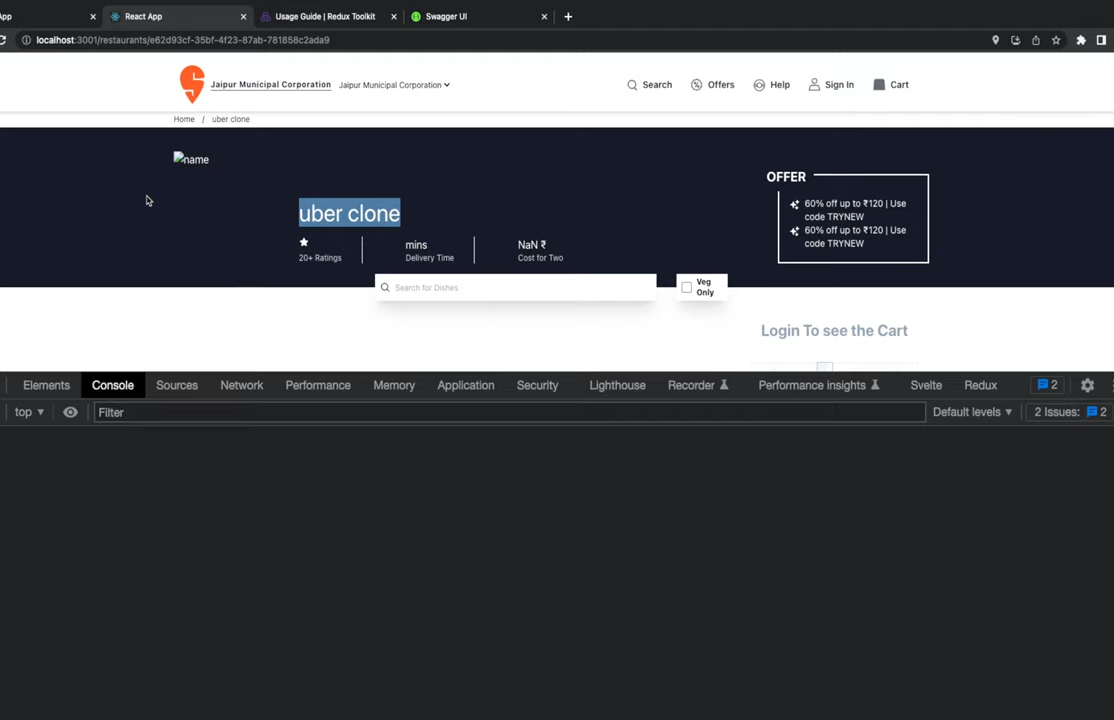 App
React App
Usage Guide | Redux Toolkit
Swagger UI
localhost:3001/restaurants/e62d93cf-35bf-4f23-87ab-781858c2ada9
Jaipur Municipal Corporation
Jaipur Municipal Corporation
Search
Offers
Help
Sign In
Cart
Home / uber clone
name
uber clone
20+ Ratings
mins
Delivery Time
NaN ₹
Cost for Two
OFFER
60% off up to ₹120 | Use
code TRYNEW
60% off up to ₹120 | Use
code TRYNEW
Search for Dishes
Veg
Only
Login To see the Cart
Elements
Console
Sources
Network
Performance
Memory
Application
Security
Lighthouse
Recorder
Performance insights
Svelte
Redux
2
top
Filter
Default levels
2 Issues:
2